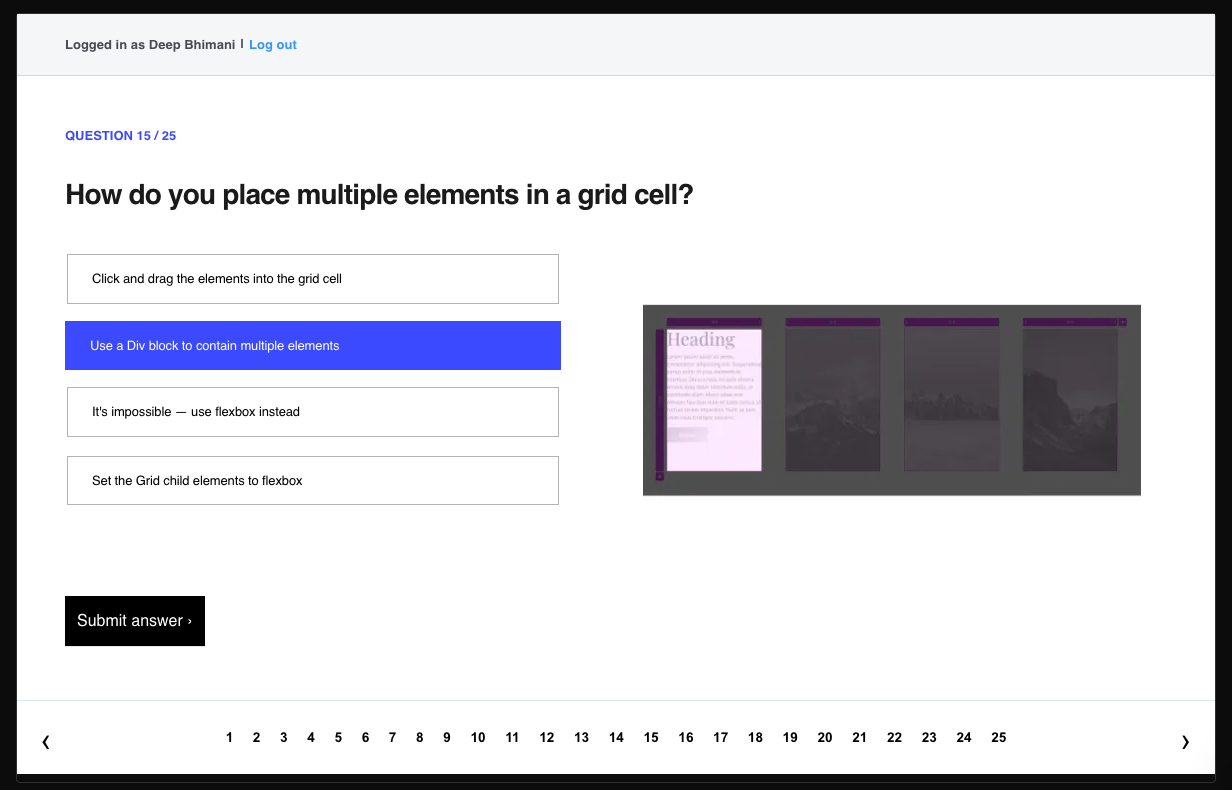 Logged in as Deep Bhimani | Log out
QUESTION 15 / 25
How do you place multiple elements in a grid cell?
Click and drag the elements into the grid cell
Use a Div block to contain multiple elements
It's impossible — use flexbox instead
Set the Grid child elements to flexbox
Heading
Submit answer ›
❮ 1 2 3 4 5 6 7 8 9 10 11 12 13 14 15 16 17 18 19 20 21 22 23 24 25 ❯